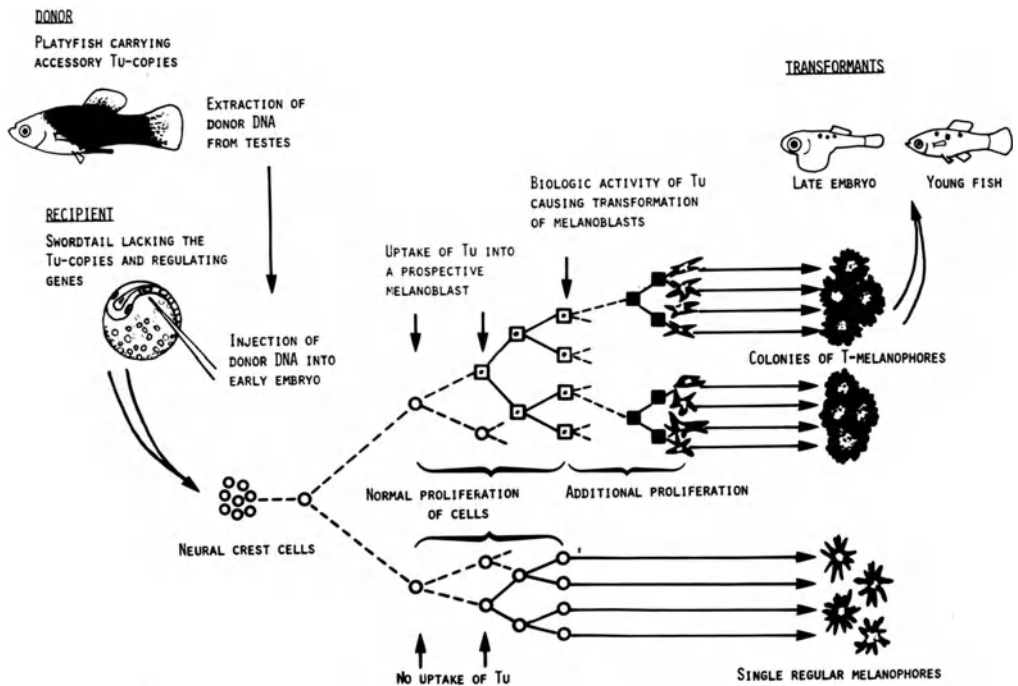 DONOR
PLATYFISH CARRYING
ACCESSORY TU-COPIES
EXTRACTION OF
DONOR DNA
FROM TESTES
RECIPIENT
SWORDTAIL LACKING THE
TU-COPIES AND REGULATING
GENES
INJECTION OF
DONOR DNA INTO
EARLY EMBRYO
NEURAL CREST CELLS
UPTAKE OF TU INTO
A PROSPECTIVE
MELANOBLAST
BIOLOGIC ACTIVITY OF TU
CAUSING TRANSFORMATION
OF MELANOBLASTS
TRANSFORMANTS
LATE EMBRYO
YOUNG FISH
COLONIES OF T-MELANOPHORES
NORMAL PROLIFERATION
OF CELLS
ADDITIONAL PROLIFERATION
NO UPTAKE OF TU
SINGLE REGULAR MELANOPHORES